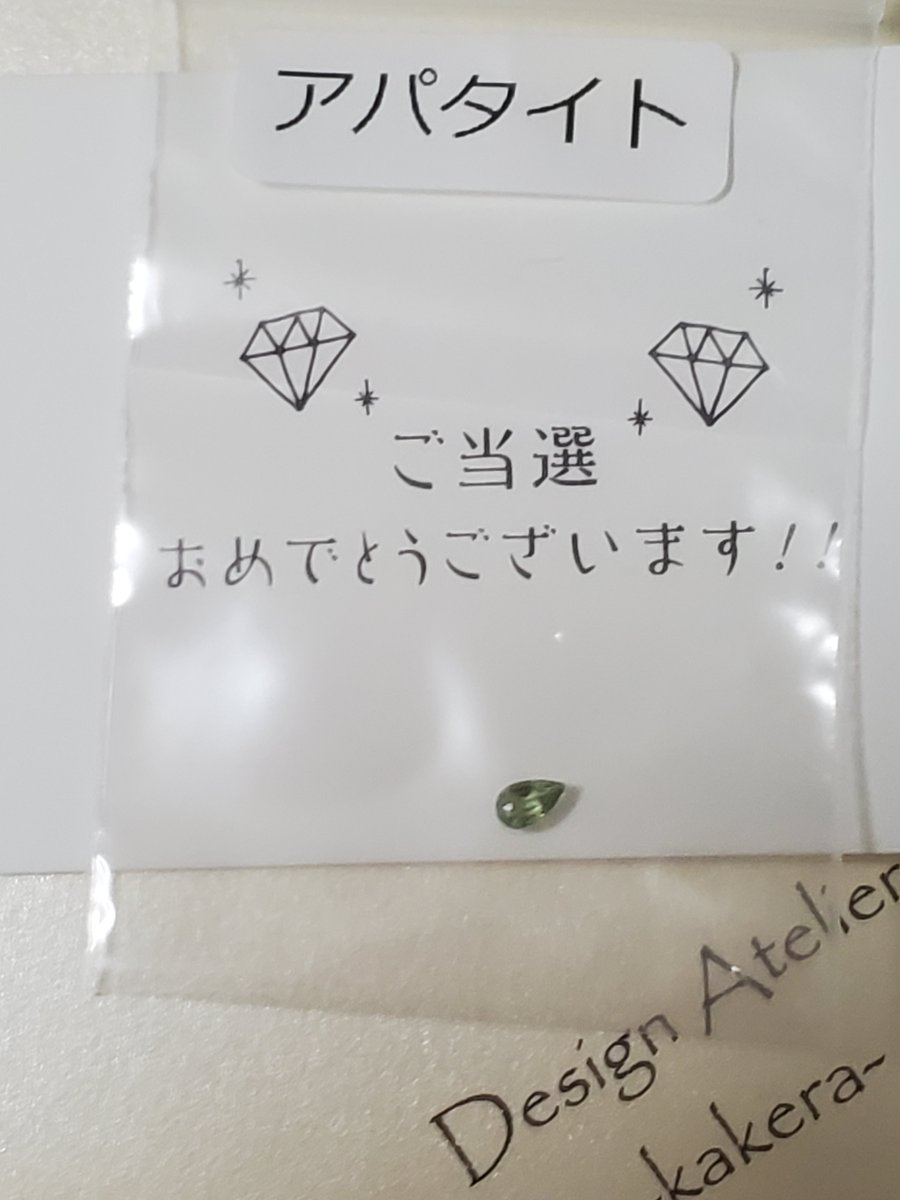 アパタイト
ご当選
おめでとうございます!!
Design Atelier
-kakera-